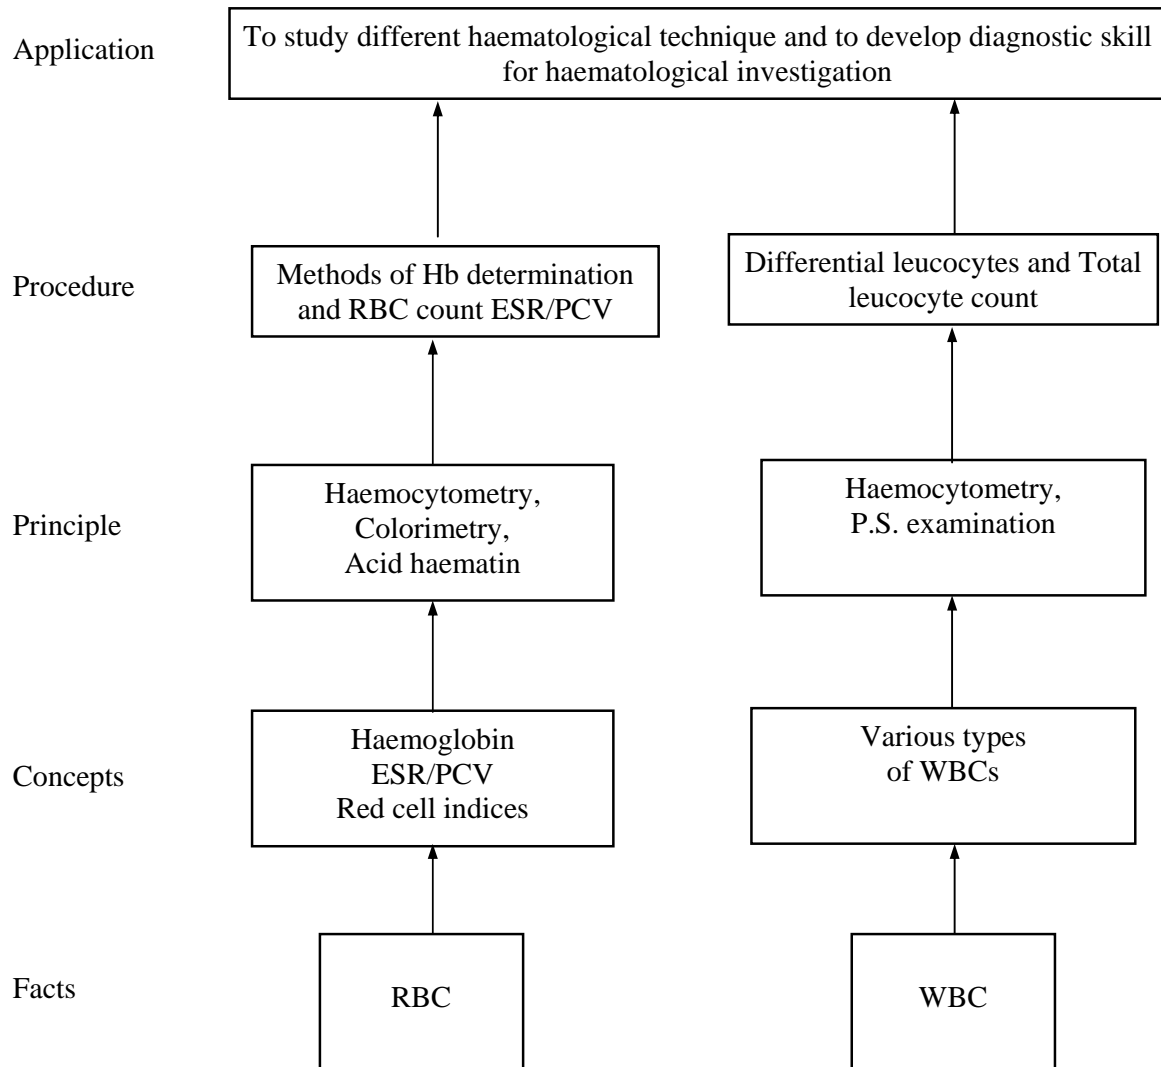 Application
To study different haematological technique and to develop diagnostic skill
for haematological investigation
Procedure
Methods of Hb determination
and RBC count ESR/PCV
Differential leucocytes and Total
leucocyte count
Principle
Haemocytometry,
Colorimetry,
Acid haematin
Haemocytometry,
P.S. examination
Concepts
Haemoglobin
ESR/PCV
Red cell indices
Various types
of WBCs
Facts
RBC
WBC